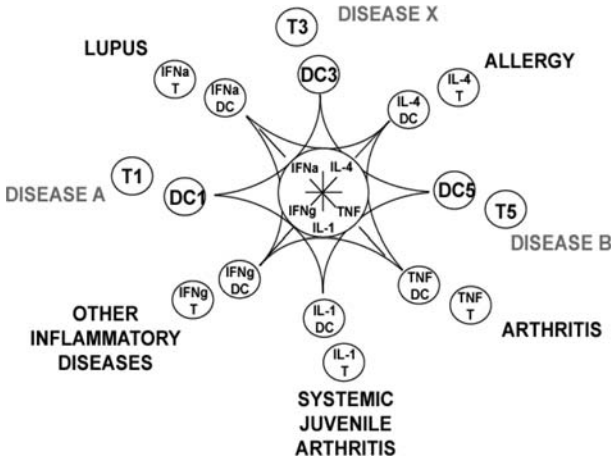 DISEASE X
T3
LUPUS
ALLERGY
DC3
IFNa
T
IFNa
DC
IL-4
DC
IL-4
T
IFNa
IL-4
T1
DISEASE A
DC1
DC5
T5
IFNg
TNF
IL-1
DISEASE B
IFNg
DC
IFNg
T
TNF
DC
TNF
T
IL-1
DC
OTHER
INFLAMMATORY
DISEASES
ARTHRITIS
IL-1
T
SYSTEMIC
JUVENILE
ARTHRITIS